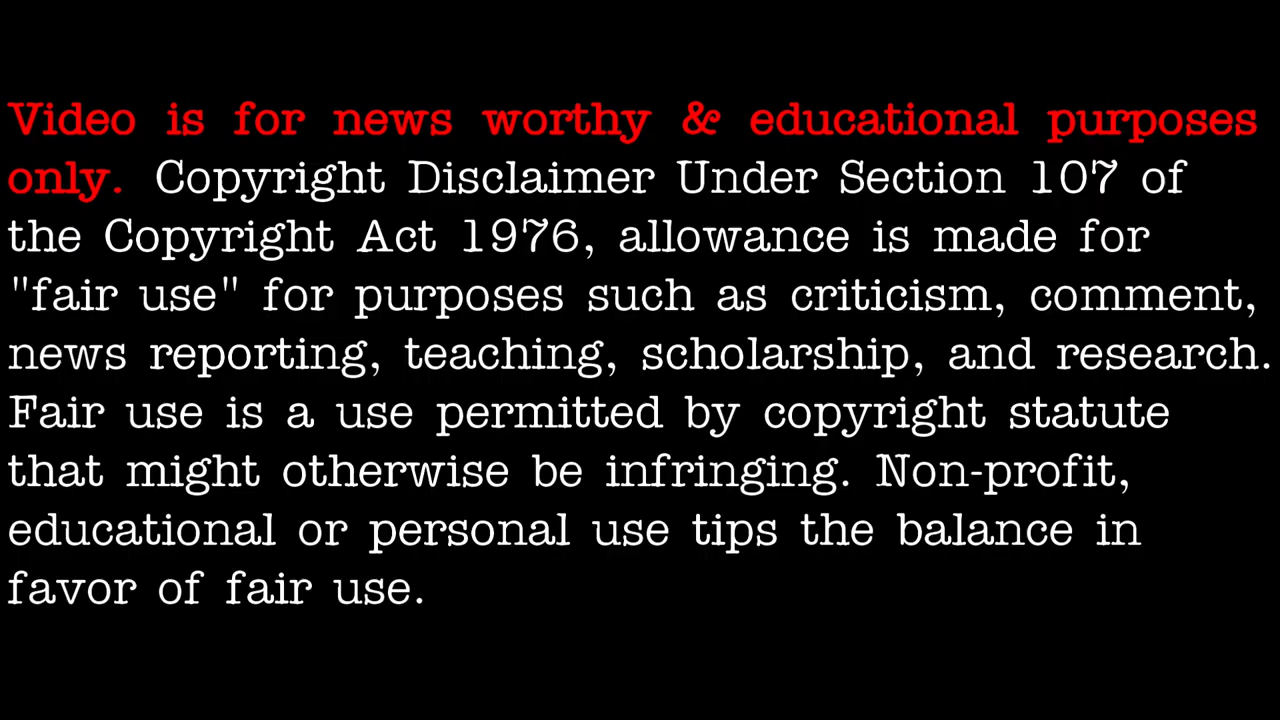 Video is for news worthy & educational purposes
only. Copyright Disclaimer Under Section 107 of
the Copyright Act 1976, allowance is made for
"fair use" for purposes such as criticism, comment,
news reporting, teaching, scholarship, and research.
Fair use is a use permitted by copyright statute
that might otherwise be infringing. Non-profit,
educational or personal use tips the balance in
favor of fair use.